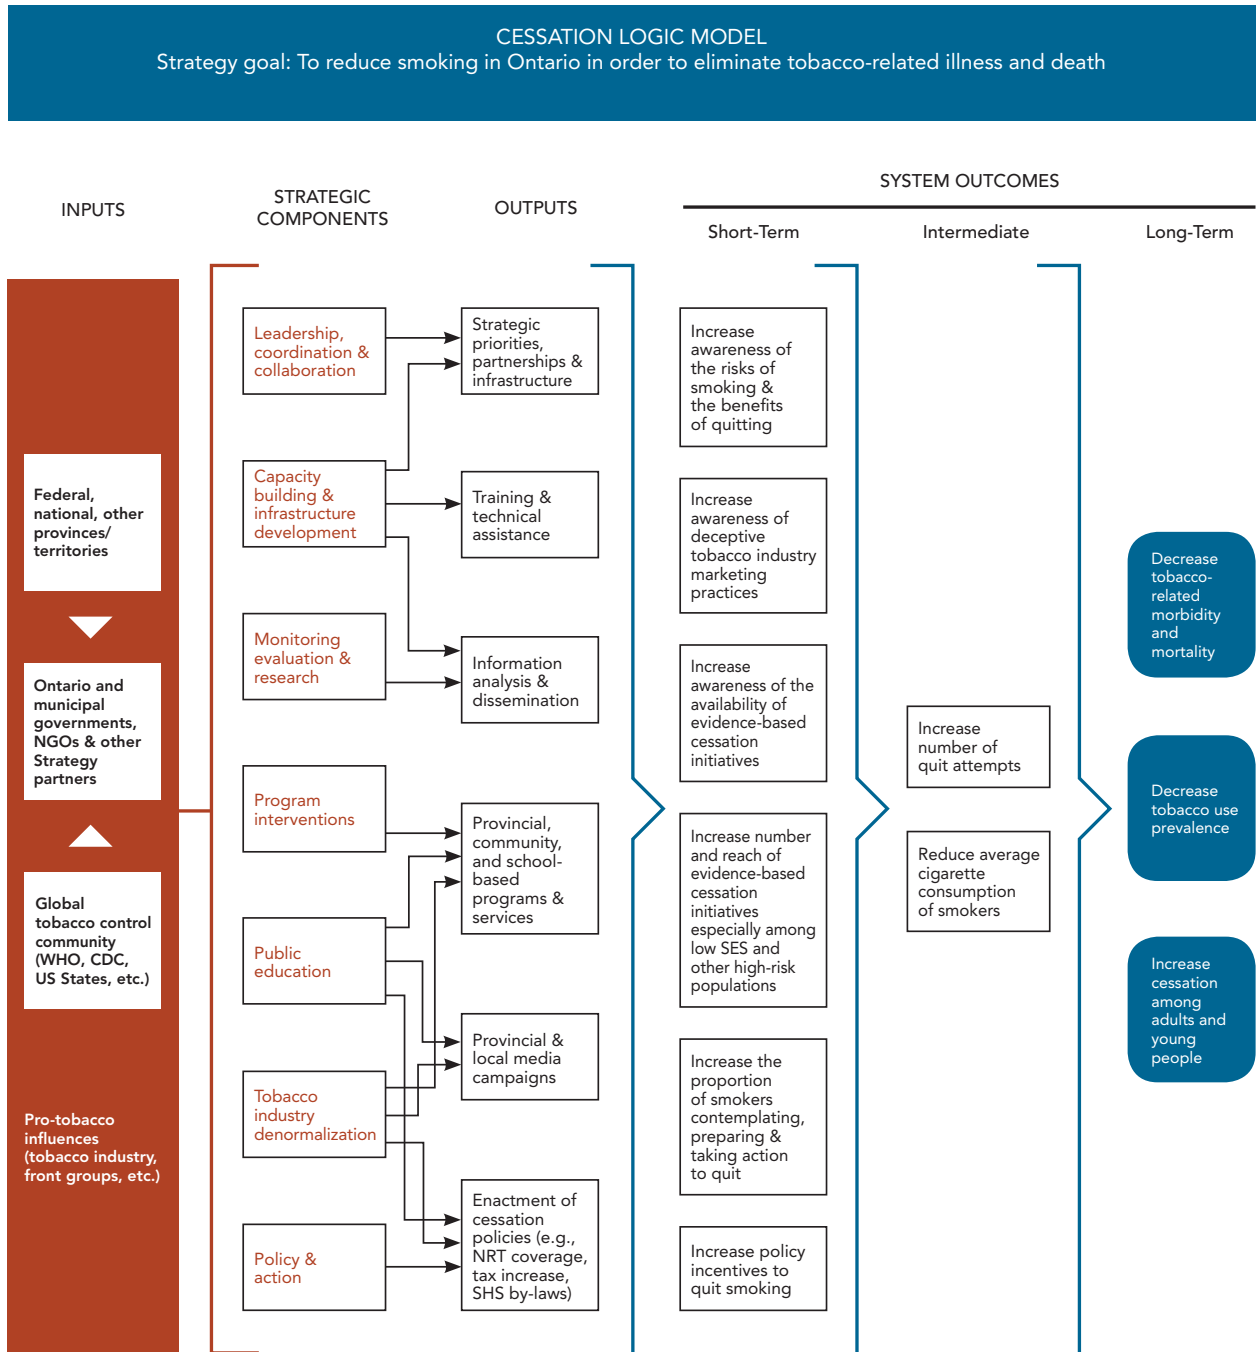 CESSATION LOGIC MODEL
Strategy goal: To reduce smoking in Ontario in order to eliminate tobacco-related illness and death
INPUTS
STRATEGIC
COMPONENTS
OUTPUTS
SYSTEM OUTCOMES
Short-Term
Intermediate
Long-Term
Federal,
national, other
provinces/
territories
Ontario and
municipal
governments,
NGOs & other
Strategy
partners
Global
tobacco control
community
(WHO, CDC,
US States, etc.)
Pro-tobacco
influences
(tobacco industry,
front groups, etc.)
Leadership,
coordination &
collaboration
Capacity
building &
infrastructure
development
Monitoring
evaluation &
research
Program
interventions
Public
education
Tobacco
industry
denormalization
Policy &
action
Strategic
priorities,
partnerships &
infrastructure
Training &
technical
assistance
Information
analysis &
dissemination
Provincial,
community,
and school-
based
programs &
services
Provincial &
local media
campaigns
Enactment of
cessation
policies (e.g.,
NRT coverage,
tax increase,
SHS by-laws)
Increase
awareness of
the risks of
smoking &
the benefits
of quitting
Increase
awareness of
deceptive
tobacco industry
marketing
practices
Increase
awareness of the
availability of
evidence-based
cessation
initiatives
Increase number
and reach of
evidence-based
cessation
initiatives
especially among
low SES and
other high-risk
populations
Increase the
proportion
of smokers
contemplating,
preparing &
taking action
to quit
Increase policy
incentives to
quit smoking
Increase
number of
quit attempts
Reduce average
cigarette
consumption
of smokers
Decrease
tobacco-
related
morbidity
and
mortality
Decrease
tobacco use
prevalence
Increase
cessation
among
adults and
young
people